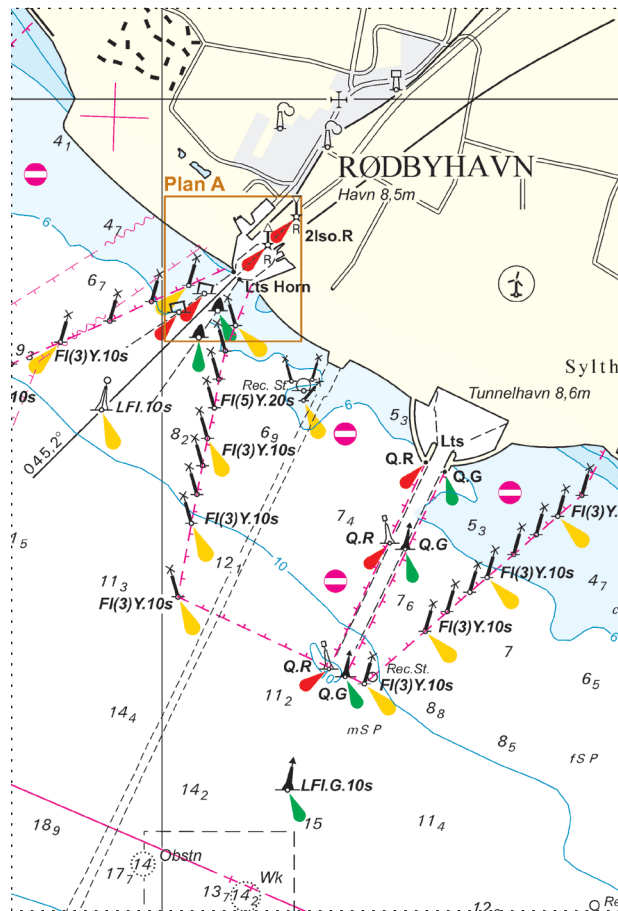 4₁
RØDBYHAVN
Havn 8,5m
Plan A
R
2Iso.R
6
4₇
R
6₇
Lts Horn
9₃
Fl(3)Y.10s
Sylth
10s
LFl.10s
Rec. St.
Fl(5)Y.20s
6
5₃
Tunnelhavn 8,6m
8₂
6₉
Fl(3)Y.10s
Lts
045.2°
Q.R
Q.G
7₄
Fl(3)Y.10s
5₃
Fl(3)Y.
1₅
12₁
10
Q.R
Q.G
11₃
Fl(3)Y.10s
7₆
Fl(3)Y.10s
4₇
6
Fl(3)Y.10s
7
Q.R
Rec.St.
Fl(3)Y.10s
6₅
11₂
Q.G
14₄
8₈
m S P
8₅
f S P
LFl.G.10s
14₂
15
11₄
18₉
Obstn
14
17₇
Wk
13₇
14₂
12
Re